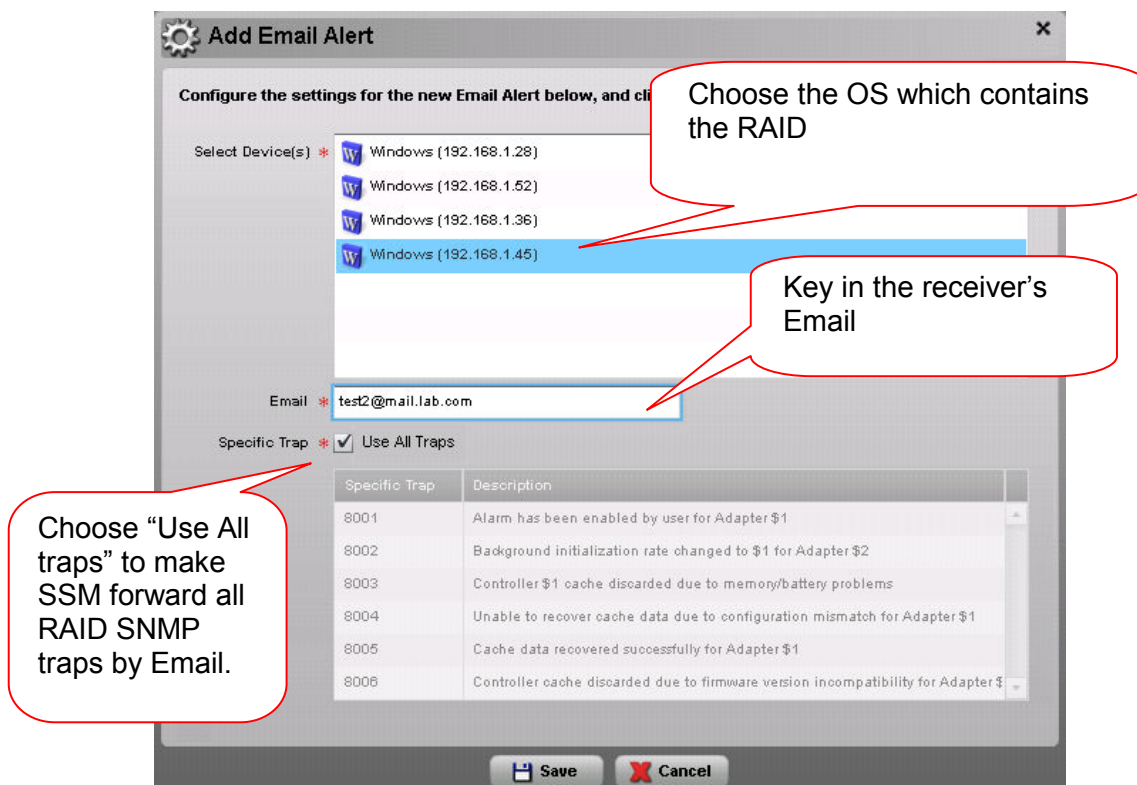 Add Email Alert
Configure the settings for the new Email Alert below, and cli
Choose the OS which contains
the RAID
Select Device(s) *
Windows (192.168.1.28)
Windows (192.168.1.52)
Windows (192.168.1.36)
Windows (192.168.1.45)
Key in the receiver’s
Email
Email * test2@mail.lab.com
Specific Trap * Use All Traps
Choose “Use All
traps” to make
SSM forward all
RAID SNMP
traps by Email.
Specific Trap Description
8001 Alarm has been enabled by user for Adapter $1
8002 Background initialization rate changed to $1 for Adapter $2
8003 Controller $1 cache discarded due to memory/battery problems
8004 Unable to recover cache data due to configuration mismatch for Adapter $1
8005 Cache data recovered successfully for Adapter $1
8006 Controller cache discarded due to firmware version incompatibility for Adapter $
Save Cancel